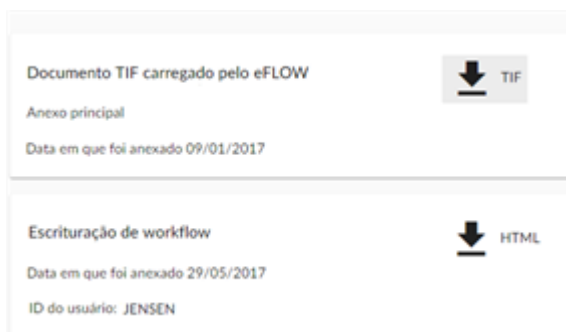 Documento TIF carregado pelo eFLOW
TIF
Anexo principal
Data em que foi anexado 09/01/2017
Escrituração de workflow
HTML
Data em que foi anexado 29/05/2017
ID do usuário: JENSEN